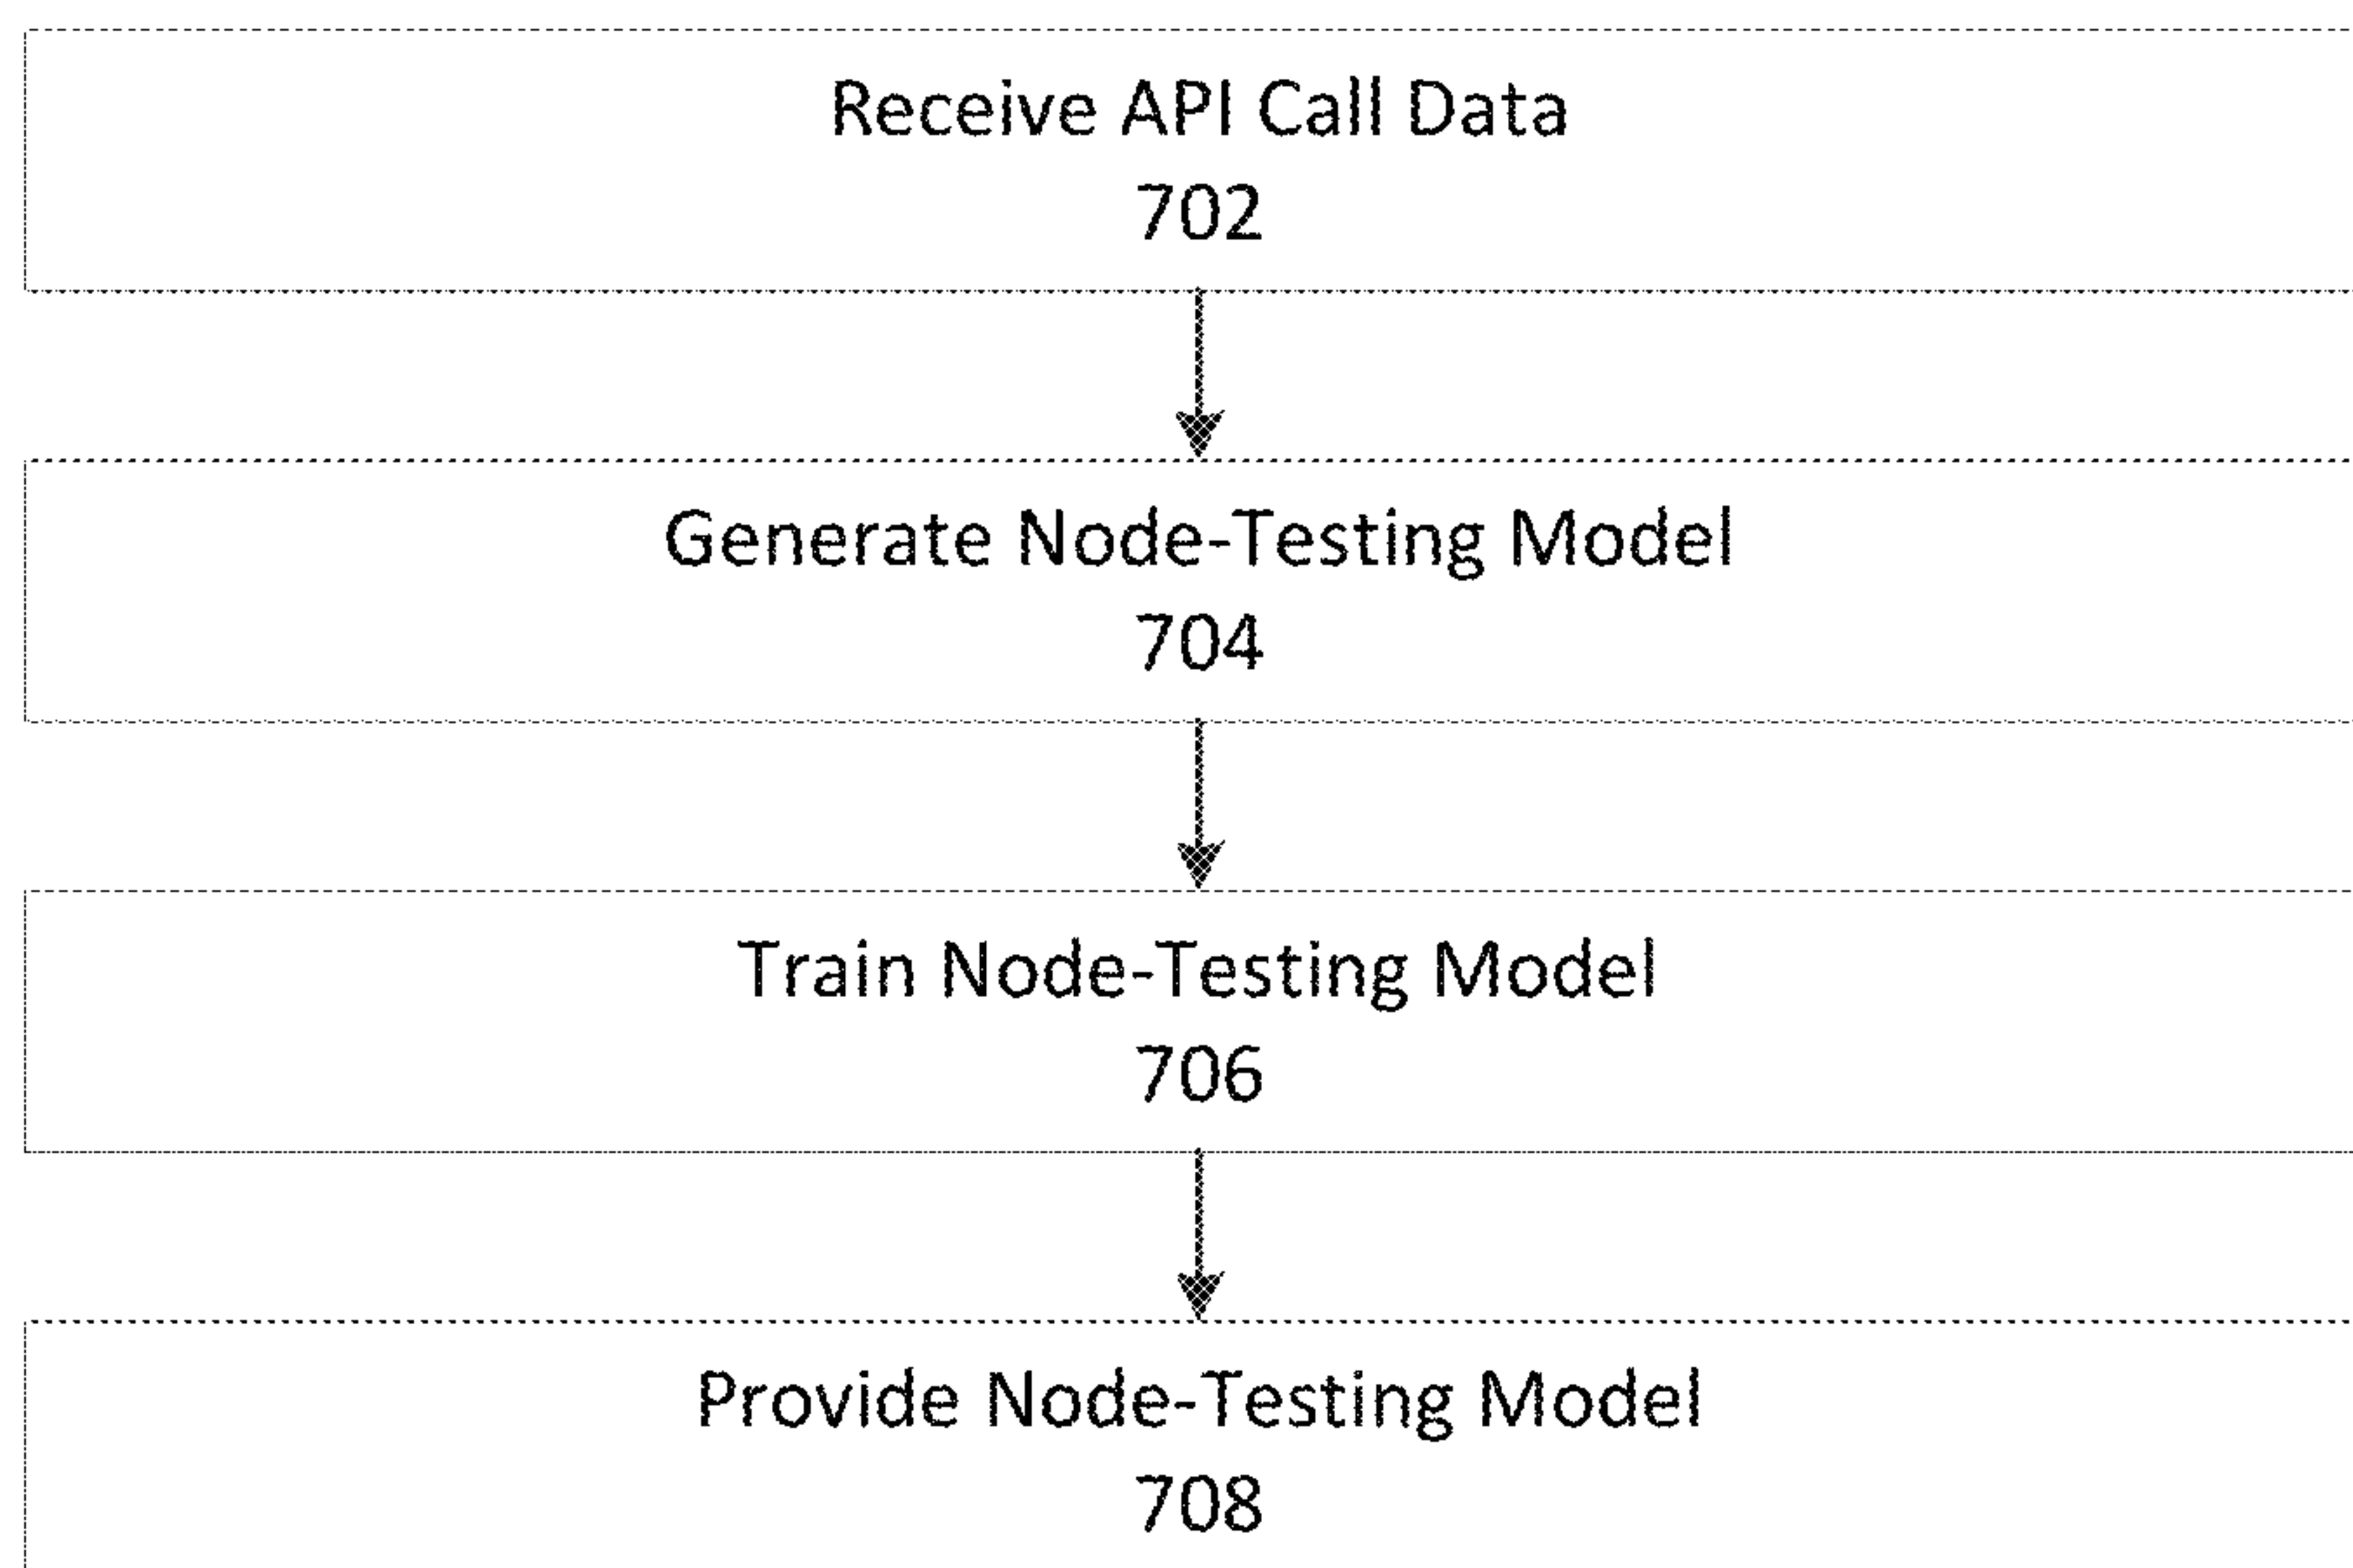 Receive API Call Data
702
Generate Node-Testing Model
704
Train Node-Testing Model
706
Provide Node-Testing Model
708